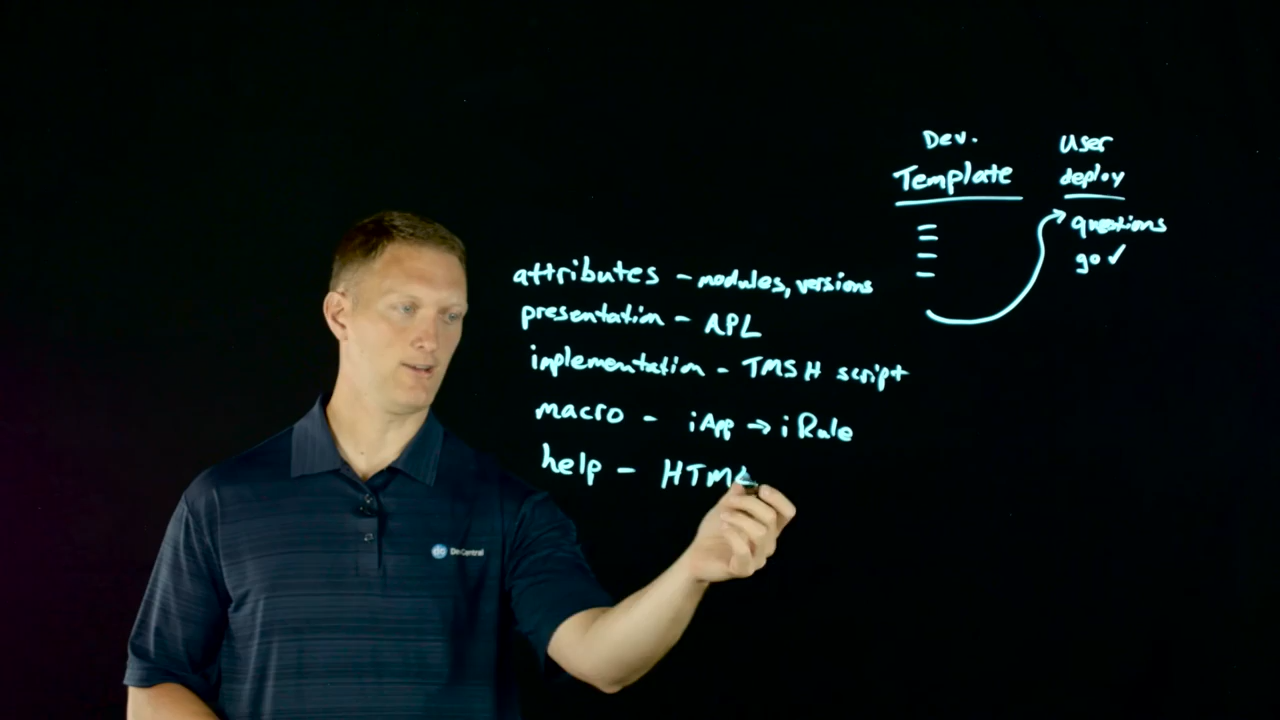 Dev.
Template
User
deploy
questions
go ✓
attributes - modules, versions
presentation - APL
implementation - TMSH script
macro - iApp → iRule
help - HTML
dc DevCentral